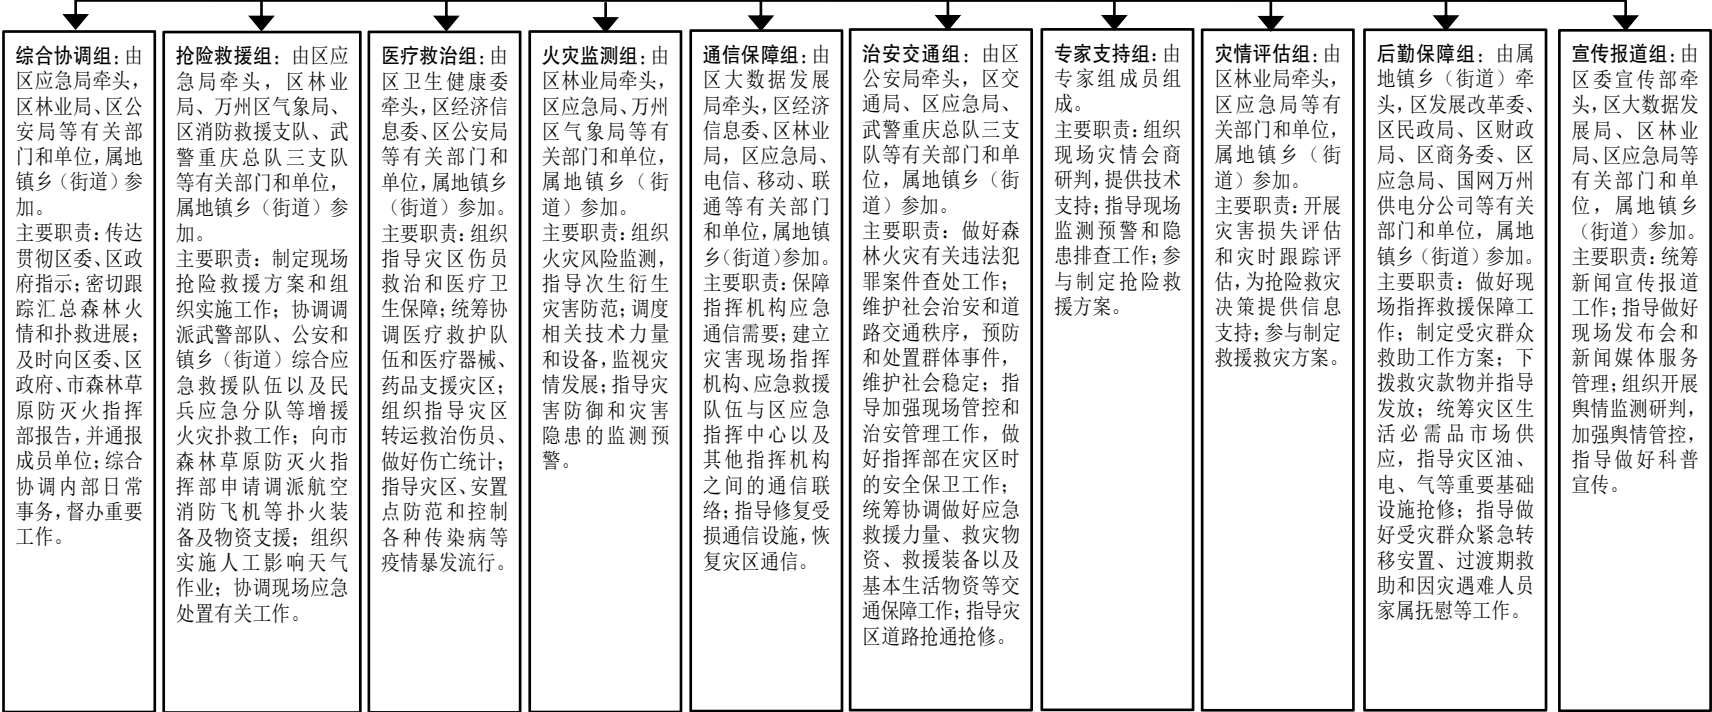 综合协调组：由
区应急局牵头，
区林业局、区公
安局等有关部
门和单位，属地
镇乡（街道）参
加。
主要职责：传达
贯彻区委、区政
府指示；密切跟
踪汇总森林火
情和扑救进展；
及时向区委、区
政府、市森林草
原防灭火指挥
部报告，并通报
成员单位；综合
协调内部日常
事务，督办重要
工作。
抢险救援组：由区应
急局牵头，区林业
局、万州区气象局、
区消防救援支队、武
警重庆总队三支队
等有关部门和单位，
属地镇乡（街道）参
加。
主要职责：制定现场
抢险救援方案和组
织实施工作；协调调
派武警部队、公安和
镇乡（街道）综合应
急救援队伍以及民
兵应急分队等增援
火灾扑救工作；向市
森林草原防灭火指
挥部申请调派航空
消防飞机等扑火装
备及物资支援；组织
实施人工影响天气
作业；协调现场应急
处置有关工作。
医疗救治组：由
区卫生健康委
牵头，区经济信
息委、区公安局
等有关部门和
单位，属地镇乡
（街道）参加。
主要职责：组织
指导灾区伤员
救治和医疗卫
生保障；统筹协
调医疗救护队
伍和医疗器械、
药品支援灾区；
组织指导灾区
转运救治伤员、
做好伤亡统计；
指导灾区、安置
点防范和控制
各种传染病等
疫情暴发流行。
火灾监测组：由
区林业局牵头，
区应急局、万州
区气象局等有
关部门和单位，
属地镇乡（街
道）参加。
主要职责：组织
火灾风险监测，
指导次生衍生
灾害防范；调度
相关技术力量
和设备，监视灾
情发展；指导灾
害防御和灾害
隐患的监测预
警。
通信保障组：由
区大数据发展
局牵头，区经济
信息委、区林业
局，区应急局、
电信、移动、联
通等有关部门
和单位，属地镇
乡（街道）参加。
主要职责：保障
指挥机构应急
通信需要；建立
灾害现场指挥
机构、应急救援
队伍与区应急
指挥中心以及
其他指挥机构
之间的通信联
络；指导修复受
损通信设施，恢
复灾区通信。
治安交通组：由区
公安局牵头，区交
通局、区应急局、
武警重庆总队三支
队等有关部门和单
位，属地镇乡（街
道）参加。
主要职责：做好森
林火灾有关违法犯
罪案件查处工作；
维护社会治安和道
路交通秩序，预防
和处置群体事件，
维护社会稳定；指
导加强现场管控和
治安管理工作，做
好指挥部在灾区时
的安全保卫工作；
统筹协调做好应急
救援力量、救灾物
资、救援装备以及
基本生活物资等交
通保障工作；指导灾
区道路抢通抢修。
专家支持组：由
专家组成员组
成。
主要职责：组织
现场灾情会商
研判，提供技术
支持；指导现场
监测预警和隐
患排查工作；参
与制定抢险救
援方案。
灾情评估组：由
区林业局牵头，
区应急局等有
关部门和单位，
属地镇乡（街
道）参加。
主要职责：开展
灾害损失评估
和灾时跟踪评
估，为抢险救灾
决策提供信息
支持；参与制定
救援救灾方案。
后勤保障组：由属
地镇乡（街道）牵
头，区发展改革委、
区民政局、区财政
局、区商务委、区
应急局、国网万州
供电分公司等有关
部门和单位，属地
镇乡（街道）参加。
主要职责：做好现
场指挥救援保障工
作；制定受灾群众
救助工作方案；下
拨救灾款物并指导
发放；统筹灾区生
活必需品市场供
应，指导灾区油、
电、气等重要基础
设施抢修；指导做
好受灾群众紧急转
移安置、过渡期救
助和因灾遇难人员
家属抚慰等工作。
宣传报道组：由
区委宣传部牵
头，区大数据发
展局、区林业
局、区应急局等
有关部门和单
位，属地镇乡
（街道）参加。
主要职责：统筹
新闻宣传报道
工作；指导做好
现场发布会和
新闻媒体服务
管理；组织开展
舆情监测研判，
加强舆情管控，
指导做好科普
宣传。